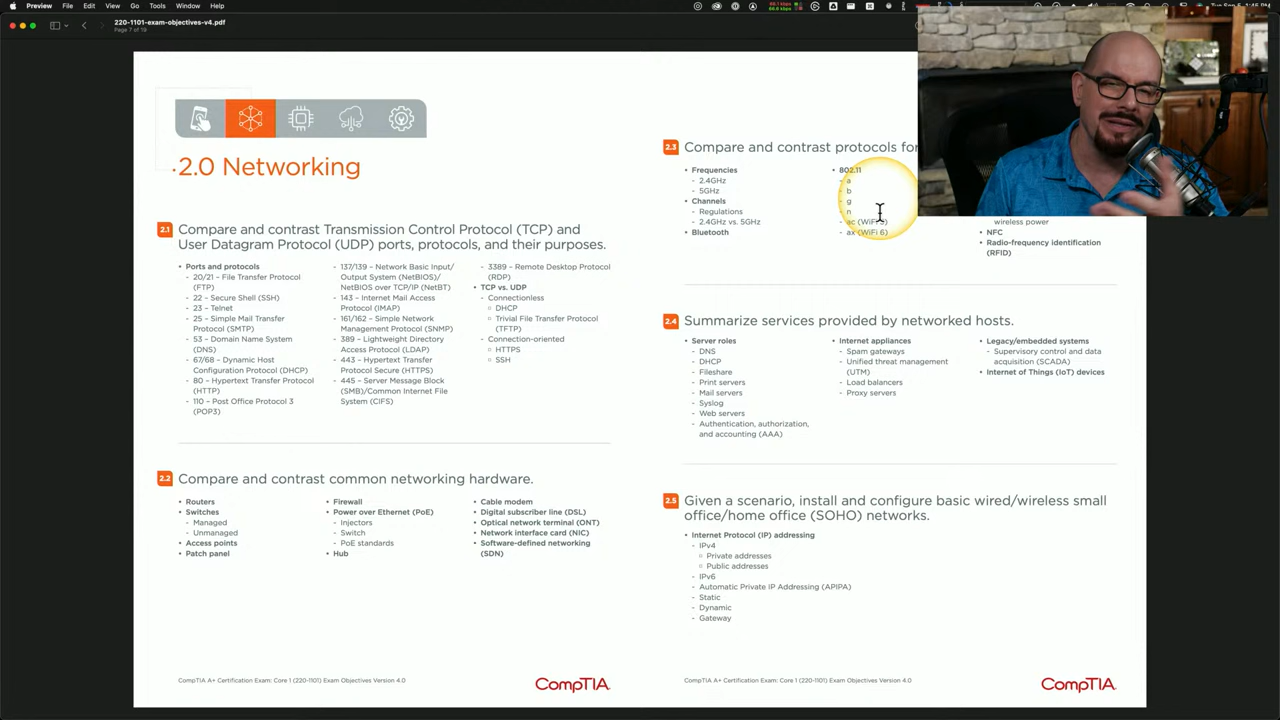 Preview File Edit View Go Tools Window Help
220-1101-exam-objectives-v4.pdf
Page 7 of 19
2.0 Networking
2.1 Compare and contrast Transmission Control Protocol (TCP) and
User Datagram Protocol (UDP) ports, protocols, and their purposes.
• Ports and protocols
- 20/21 – File Transfer Protocol
(FTP)
- 22 – Secure Shell (SSH)
- 23 – Telnet
- 25 – Simple Mail Transfer
Protocol (SMTP)
- 53 – Domain Name System
(DNS)
- 67/68 – Dynamic Host
Configuration Protocol (DHCP)
- 80 – Hypertext Transfer Protocol
(HTTP)
- 110 – Post Office Protocol 3
(POP3)
- 137/139 – Network Basic Input/
Output System (NetBIOS)/
NetBIOS over TCP/IP (NetBT)
- 143 – Internet Mail Access
Protocol (IMAP)
- 161/162 – Simple Network
Management Protocol (SNMP)
- 389 – Lightweight Directory
Access Protocol (LDAP)
- 443 – Hypertext Transfer
Protocol Secure (HTTPS)
- 445 – Server Message Block
(SMB)/Common Internet File
System (CIFS)
- 3389 – Remote Desktop Protocol
(RDP)
• TCP vs. UDP
- Connectionless
▫ DHCP
▫ Trivial File Transfer Protocol
(TFTP)
- Connection-oriented
▫ HTTPS
▫ SSH
2.2 Compare and contrast common networking hardware.
• Routers
• Switches
- Managed
- Unmanaged
• Access points
• Patch panel
• Firewall
• Power over Ethernet (PoE)
- Injectors
- Switch
- PoE standards
• Hub
• Cable modem
• Digital subscriber line (DSL)
• Optical network terminal (ONT)
• Network interface card (NIC)
• Software-defined networking
(SDN)
CompTIA A+ Certification Exam: Core 1 (220-1101) Exam Objectives Version 4.0
CompTIA
2.3 Compare and contrast protocols for
• Frequencies
- 2.4GHz
- 5GHz
• Channels
- Regulations
- 2.4GHz vs. 5GHz
• Bluetooth
• 802.11
- a
- b
- g
- n
- ac (WiFi 5)
- ax (WiFi 6)
wireless power
• NFC
• Radio-frequency identification
(RFID)
2.4 Summarize services provided by networked hosts.
• Server roles
- DNS
- DHCP
- Fileshare
- Print servers
- Mail servers
- Syslog
- Web servers
- Authentication, authorization,
and accounting (AAA)
• Internet appliances
- Spam gateways
- Unified threat management
(UTM)
- Load balancers
- Proxy servers
• Legacy/embedded systems
- Supervisory control and data
acquisition (SCADA)
• Internet of Things (IoT) devices
2.5 Given a scenario, install and configure basic wired/wireless small
office/home office (SOHO) networks.
• Internet Protocol (IP) addressing
- IPv4
▫ Private addresses
▫ Public addresses
- IPv6
- Automatic Private IP Addressing (APIPA)
- Static
- Dynamic
- Gateway
CompTIA A+ Certification Exam: Core 1 (220-1101) Exam Objectives Version 4.0
CompTIA